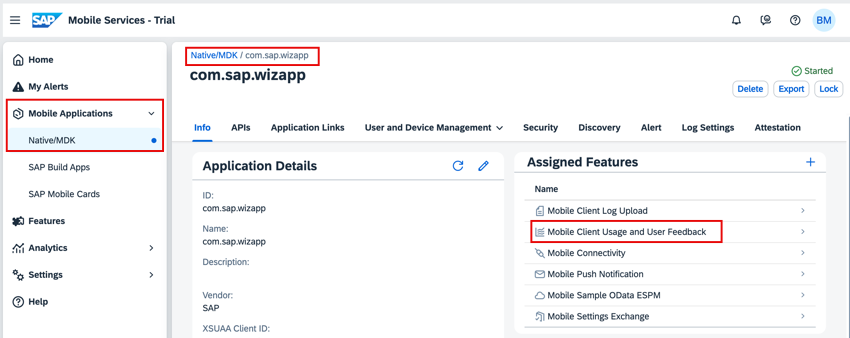 SAP Mobile Services - Trial
BM
Home
My Alerts
Mobile Applications
Native/MDK
SAP Build Apps
SAP Mobile Cards
Features
Analytics
Settings
Help
Native/MDK / com.sap.wizapp
com.sap.wizapp
Started
Delete Export Lock
Info APIs Application Links User and Device Management Security Discovery Alert Log Settings Attestation
Application Details
ID:
com.sap.wizapp
Name:
com.sap.wizapp
Description:
Vendor:
SAP
XSUAA Client ID:
Assigned Features
Name
Mobile Client Log Upload
Mobile Client Usage and User Feedback
Mobile Connectivity
Mobile Push Notification
Mobile Sample OData ESPM
Mobile Settings Exchange